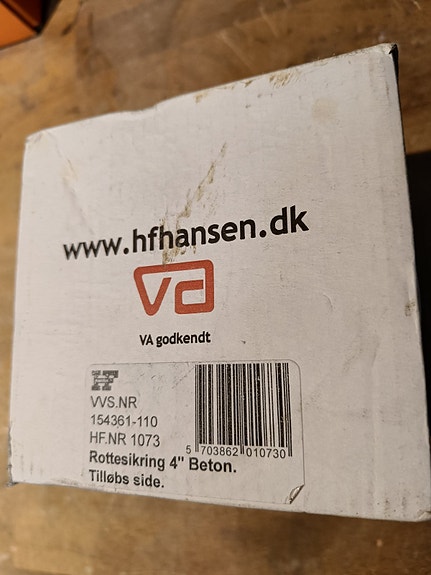 www.hfhansen.dk
va
VA godkendt
HF
VVS.NR
154361-110
HF.NR 1073
5 703862 010730
Rottesikring 4" Beton.
Tilløbs side.